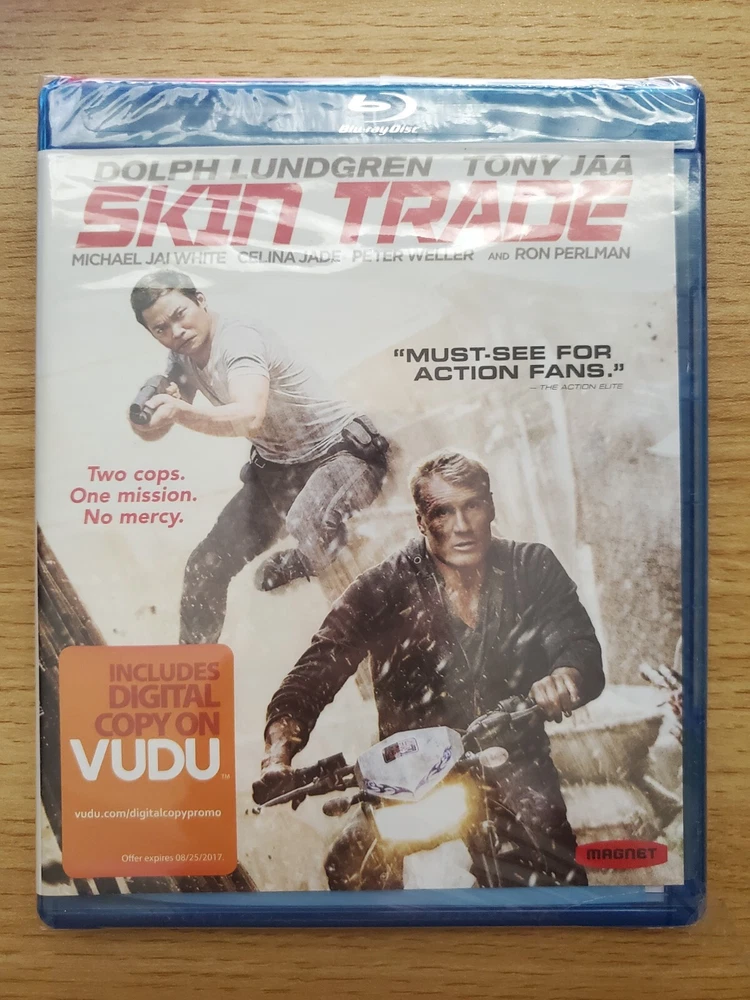 Blu-ray Disc
DOLPH LUNDGREN TONY JAA
SKIN TRADE
MICHAEL JAI WHITE CELINA JADE PETER WELLER AND RON PERLMAN
“MUST-SEE FOR
ACTION FANS.”
— THE ACTION ELITE
Two cops.
One mission.
No mercy.
INCLUDES
DIGITAL
COPY ON
VUDU™
vudu.com/digitalcopypromo
Offer expires 08/25/2017.
MAGNET